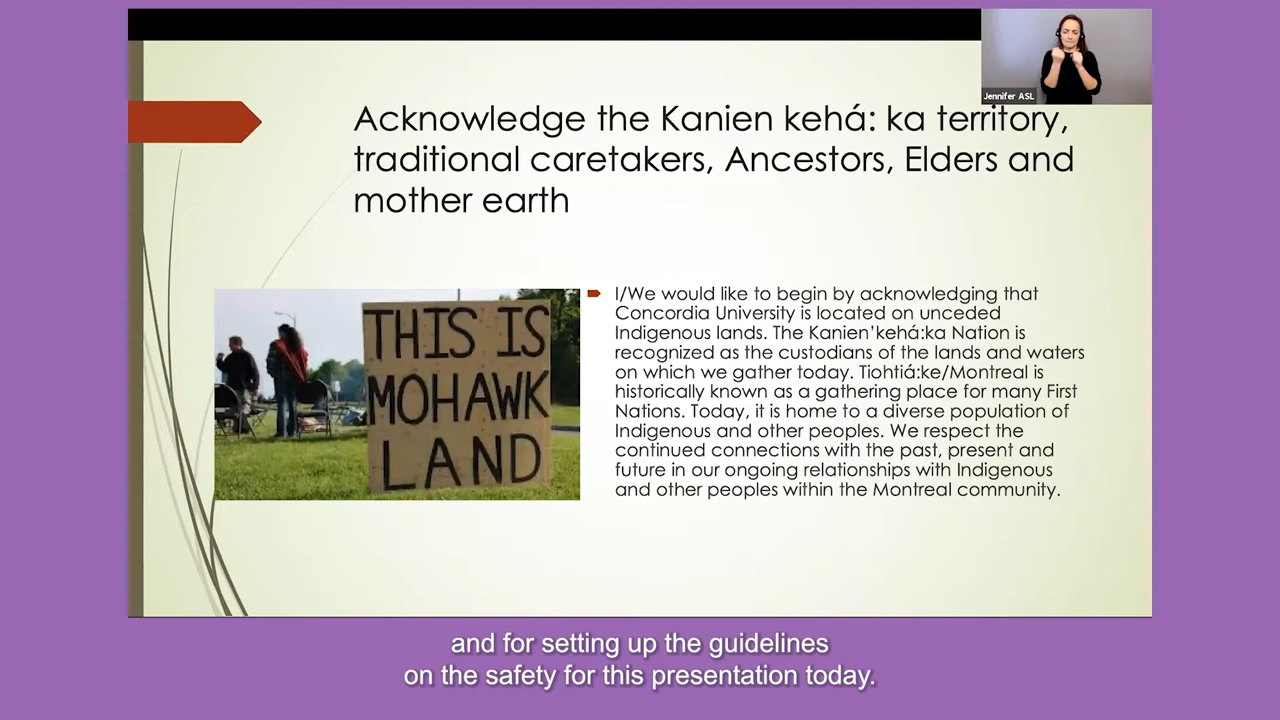 Jennifer ASL
Acknowledge the Kanien kehá: ka territory,
traditional caretakers, Ancestors, Elders and
mother earth
THIS IS
MOHAWK
LAND
I/We would like to begin by acknowledging that
Concordia University is located on unceded
Indigenous lands. The Kanien’kehá:ka Nation is
recognized as the custodians of the lands and waters
on which we gather today. Tiohtiá:ke/Montreal is
historically known as a gathering place for many First
Nations. Today, it is home to a diverse population of
Indigenous and other peoples. We respect the
continued connections with the past, present and
future in our ongoing relationships with Indigenous
and other peoples within the Montreal community.
and for setting up the guidelines
on the safety for this presentation today.